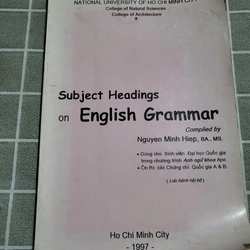 NATIONAL UNIVERSITY OF HO CHI MINH CITY
College of Natural Sciences
College of Architecture
Subject Headings
on English Grammar
Compiled by
Nguyen Minh Hiep, BA., MS.
• Dùng cho Sinh viên Đại học Quốc gia
trong chương trình Anh ngữ khoa học.
• Ôn thi các Chứng chỉ Quốc gia A & B.
( Lưu hành nội bộ )
Ho Chi Minh City
- 1997 -